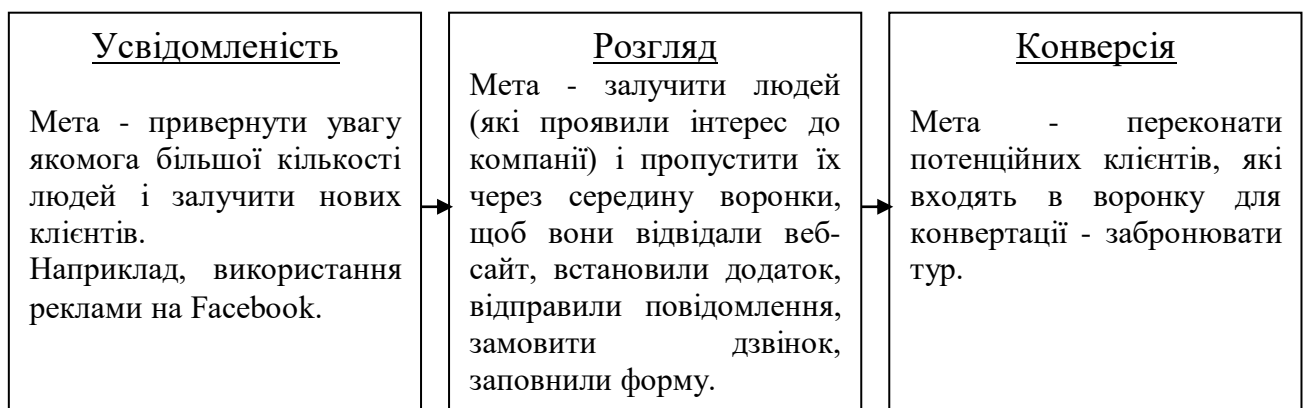 Усвідомленість
Мета - привернути увагу
якомога більшої кількості
людей і залучити нових
клієнтів.
Наприклад, використання
реклами на Facebook.
Розгляд
Мета - залучити людей
(які проявили інтерес до
компанії) і пропустити їх
через середину воронки,
щоб вони відвідали веб-
сайт, встановили додаток,
відправили повідомлення,
замовити дзвінок,
заповнили форму.
Конверсія
Мета - переконати
потенційних клієнтів, які
входять в воронку для
конвертації - забронювати
тур.